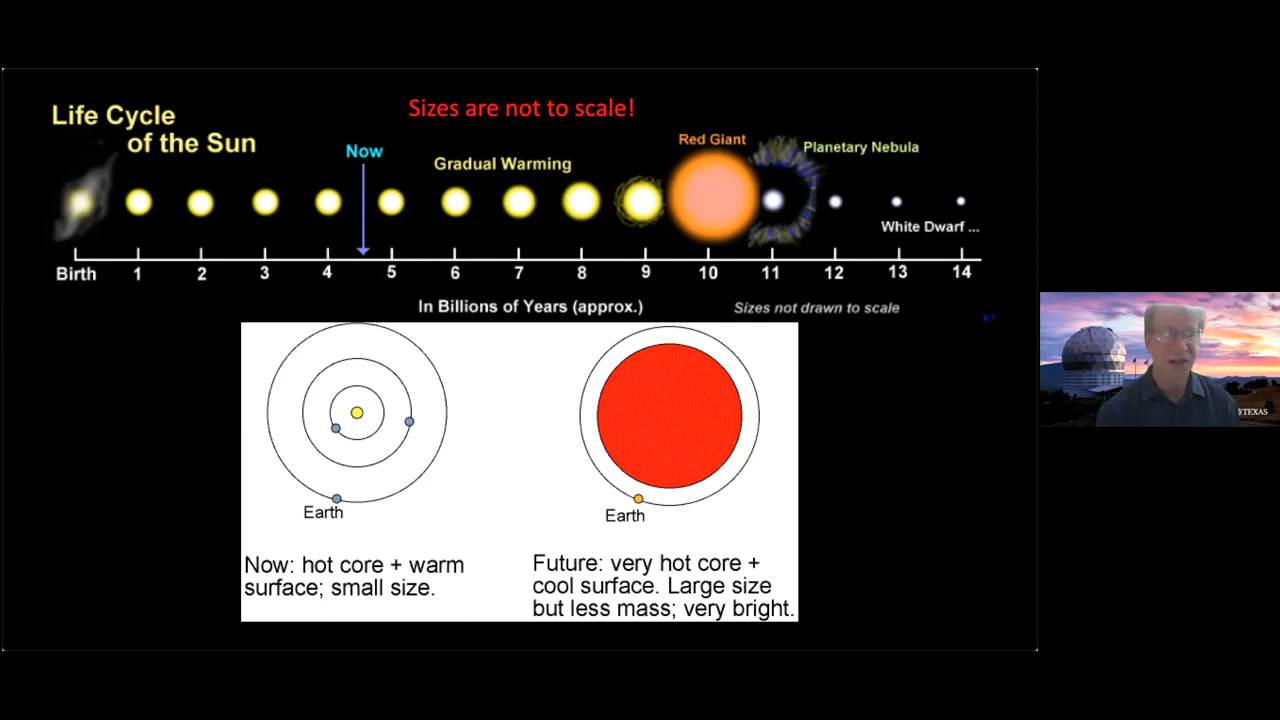 Life Cycle
of the Sun
Sizes are not to scale!
Now
Gradual Warming
Red Giant
Planetary Nebula
White Dwarf ...
Birth 1 2 3 4 5 6 7 8 9 10 11 12 13 14
In Billions of Years (approx.)
Sizes not drawn to scale
Earth
Earth
Now: hot core + warm
surface; small size.
Future: very hot core +
cool surface. Large size
but less mass; very bright.
TEXAS